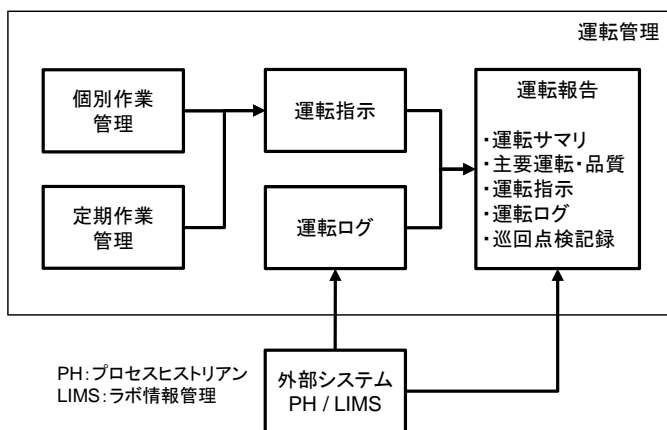 運転管理
個別作業
管理
運転指示
運転報告
・運転サマリ
・主要運転・品質
・運転指示
・運転ログ
・巡回点検記録
定期作業
管理
運転ログ
PH:プロセスヒストリアン
LIMS:ラボ情報管理
外部システム
PH / LIMS